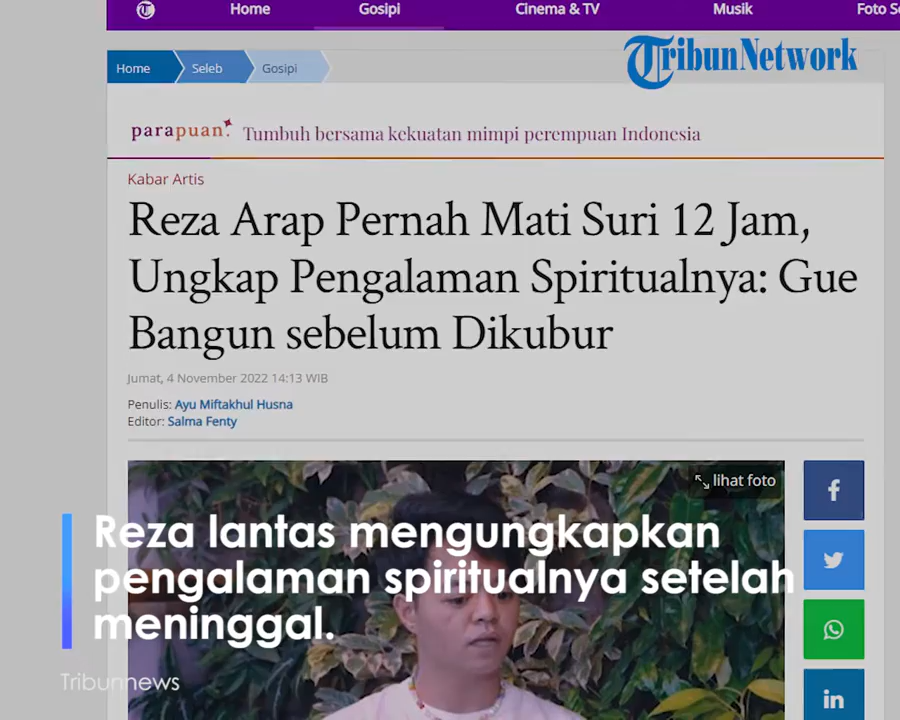 Home Gosipi Cinema & TV Musik Foto S
Home Seleb Gosipi
TribunNetwork
parapuan. Tumbuh bersama kekuatan mimpi perempuan Indonesia
Kabar Artis
Reza Arap Pernah Mati Suri 12 Jam,
Ungkap Pengalaman Spiritualnya: Gue
Bangun sebelum Dikubur
Jumat, 4 November 2022 14:13 WIB
Penulis: Ayu Miftakhul Husna
Editor: Salma Fenty
lihat foto
Reza lantas mengungkapkan
pengalaman spiritualnya setelah
meninggal.
Tribunnews